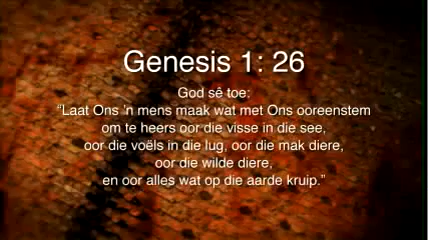 Genesis 1: 26
God sê toe:
“Laat Ons 'n mens maak wat met Ons ooreenstem
om te heers oor die visse in die see,
oor die voëls in die lug, oor die mak diere,
oor die wilde diere,
en oor alles wat op die aarde kruip.”